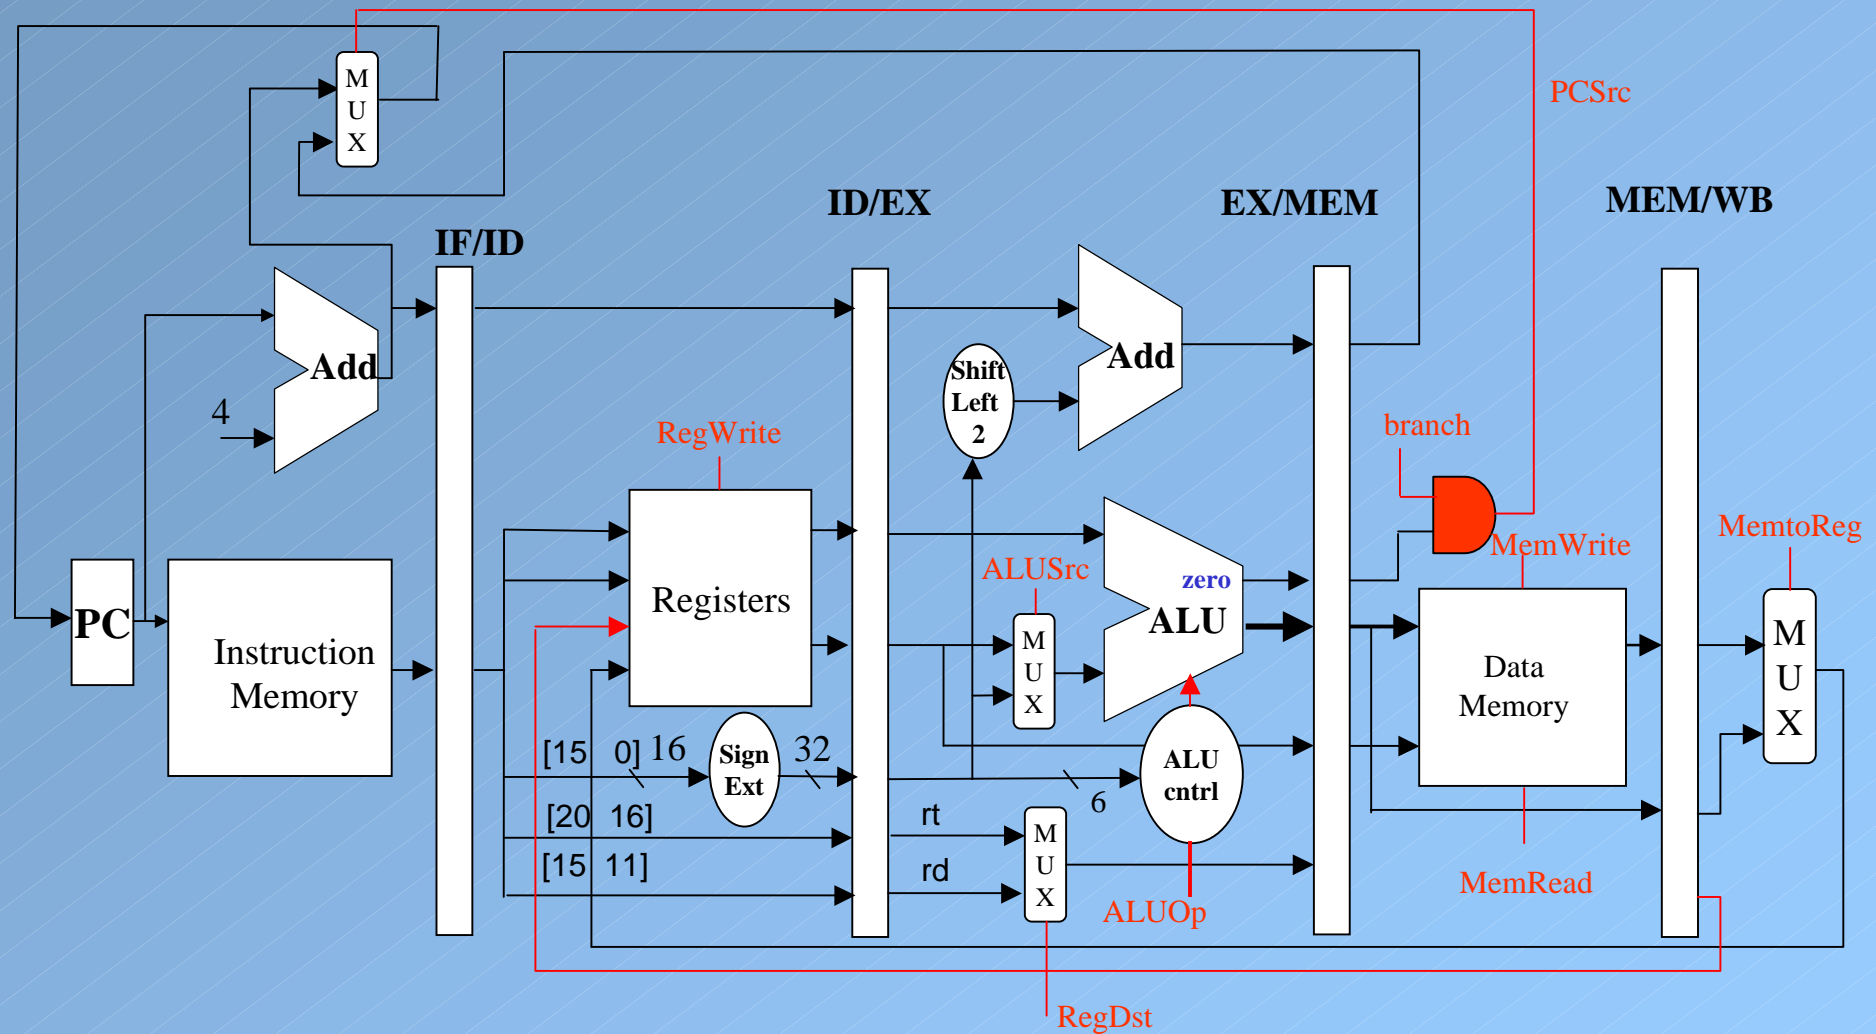 M
U
X
PCSrc
ID/EX
EX/MEM
MEM/WB
IF/ID
Add
4
Shift
Left
2
Add
RegWrite
branch
MemWrite
MemtoReg
ALUSrc
zero
ALU
PC
Instruction
Memory
Registers
M
U
X
Data
Memory
M
U
X
[15 0] 16
Sign
Ext
32
ALU
cntrl
6
[20 16]
rt
[15 11]
rd
M
U
X
MemRead
ALUOp
RegDst